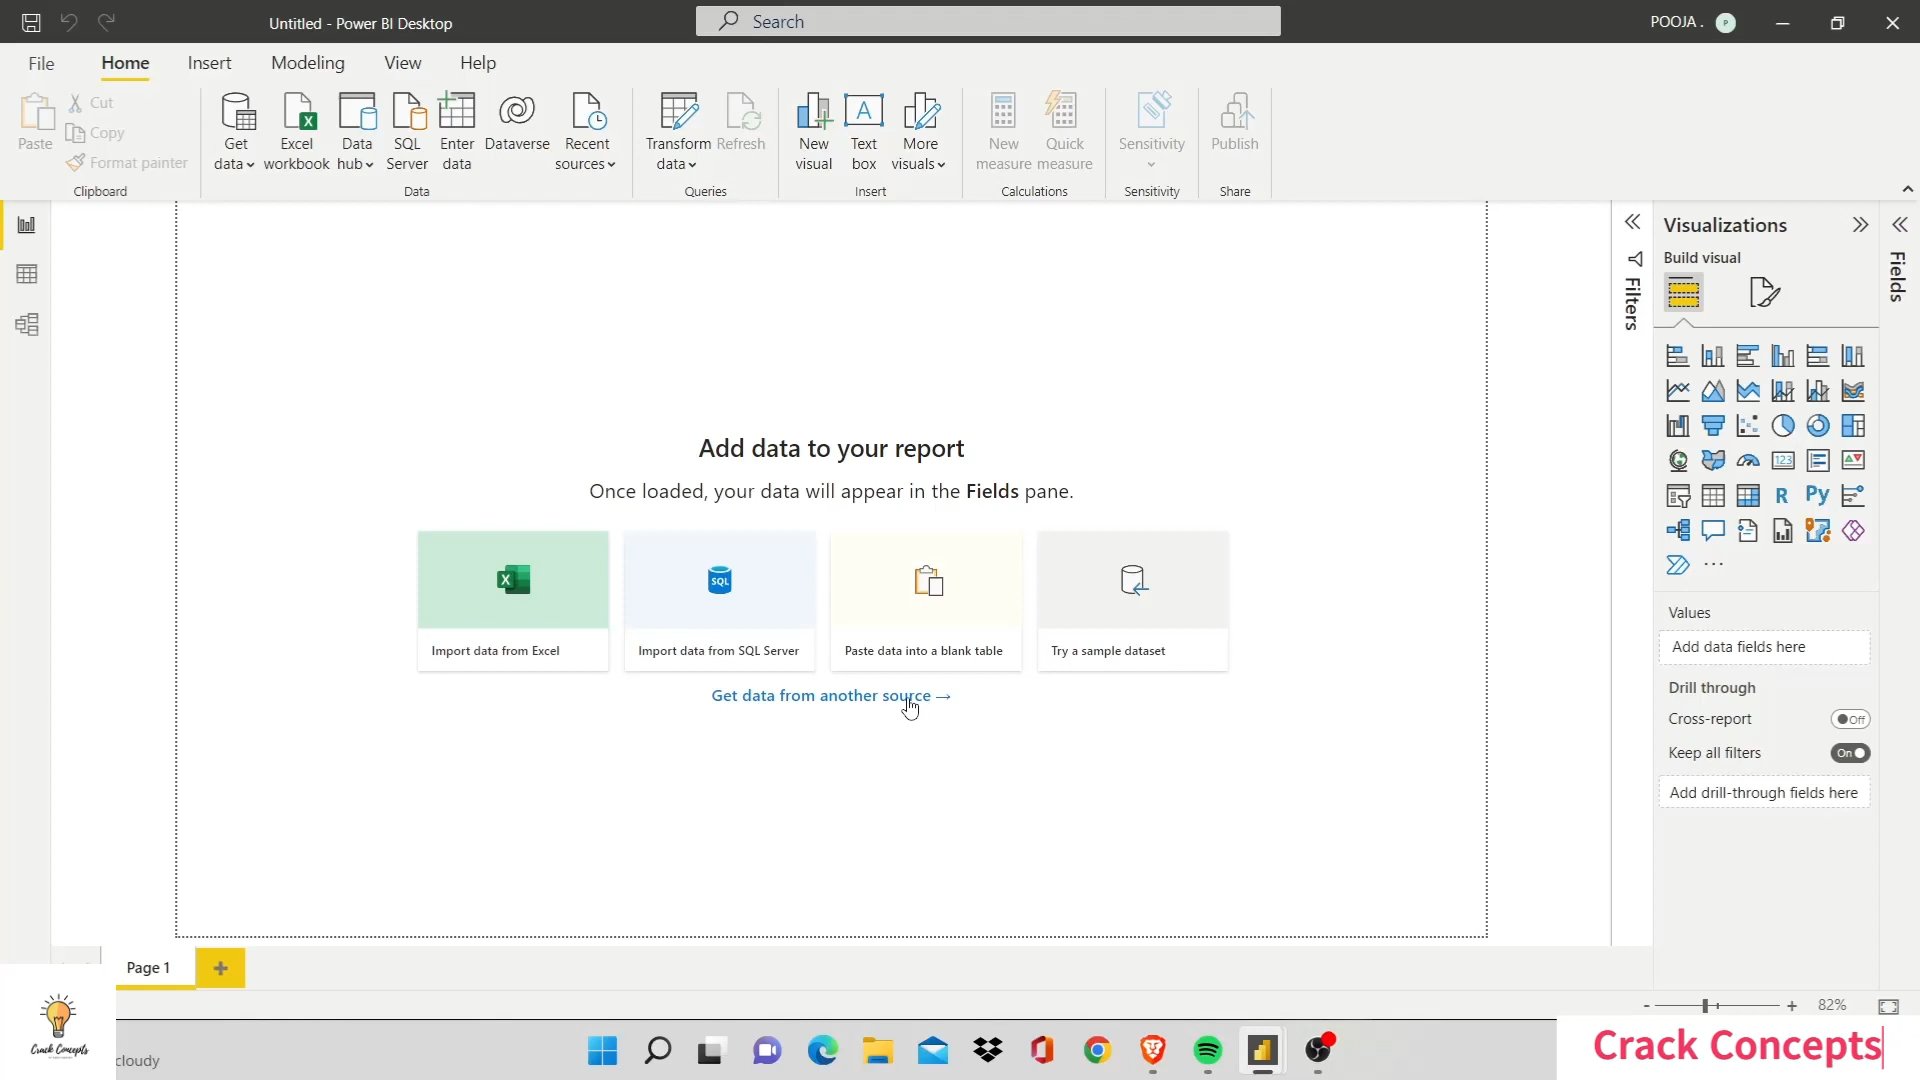 Untitled - Power BI Desktop
Search
POOJA .
P
File
Home
Insert
Modeling
View
Help
Paste
Cut
Copy
Format painter
Clipboard
Get
data
Excel
workbook
Data
hub
SQL
Server
Enter
data
Dataverse
Recent
sources
Data
Transform
data
Refresh
Queries
New
visual
A
Text
box
More
visuals
Insert
New
measure
Quick
measure
Calculations
Sensitivity
Sensitivity
Publish
Share
Add data to your report
Once loaded, your data will appear in the Fields pane.
X
SQL
Import data from Excel
Import data from SQL Server
Paste data into a blank table
Try a sample dataset
Get data from another source →
Filters
Visualizations
Build visual
123
R
Py
...
Values
Add data fields here
Drill through
Cross-report
Off
Keep all filters
On
Add drill-through fields here
Fields
Page 1
+
- + 82%
Crack Concepts
cloudy
Crack Concepts